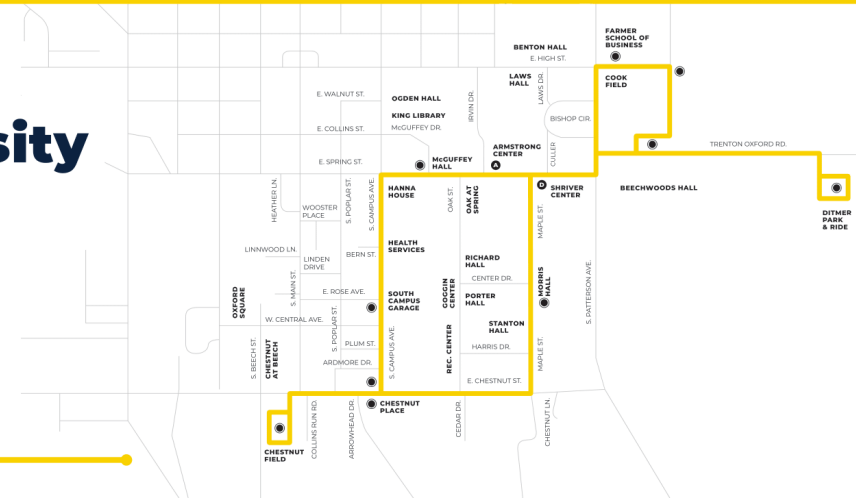 sity
FARMER
SCHOOL OF
BUSINESS
BENTON HALL
E. HIGH ST.
LAWS
HALL
LAWS DR.
COOK
FIELD
E. WALNUT ST.
OGDEN HALL
KING LIBRARY
McGUFFEY DR.
IRVIN DR.
BISHOP CIR.
E. COLLINS ST.
ARMSTRONG
CENTER
A
CULLER
TRENTON OXFORD RD.
E. SPRING ST.
McGUFFEY
HALL
HEATHER LN.
S. POPLAR ST.
S. CAMPUS AVE.
HANNA
HOUSE
OAK ST.
OAK AT
SPRING
D
SHRIVER
CENTER
BEECHWOODS HALL
MAPLE ST.
WOOSTER
PLACE
DITMER
PARK
& RIDE
LINNWOOD LN.
LINDEN
DRIVE
BERN ST.
HEALTH
SERVICES
RICHARD
HALL
CENTER DR.
S. MAIN ST.
E. ROSE AVE.
SOUTH
CAMPUS
GARAGE
GOGGIN
CENTER
PORTER
HALL
MORRIS
HALL
S. PATTERSON AVE.
OXFORD
SQUARE
W. CENTRAL AVE.
S. POPLAR ST.
STANTON
HALL
S. BEECH ST.
CHESTNUT
AT BEECH
PLUM ST.
S. CAMPUS AVE.
REC. CENTER
HARRIS DR.
MAPLE ST.
ARDMORE DR.
E. CHESTNUT ST.
CHESTNUT
PLACE
COLLINS RUN RD.
ARROWHEAD DR.
CEDAR DR.
CHESTNUT LN.
CHESTNUT
FIELD